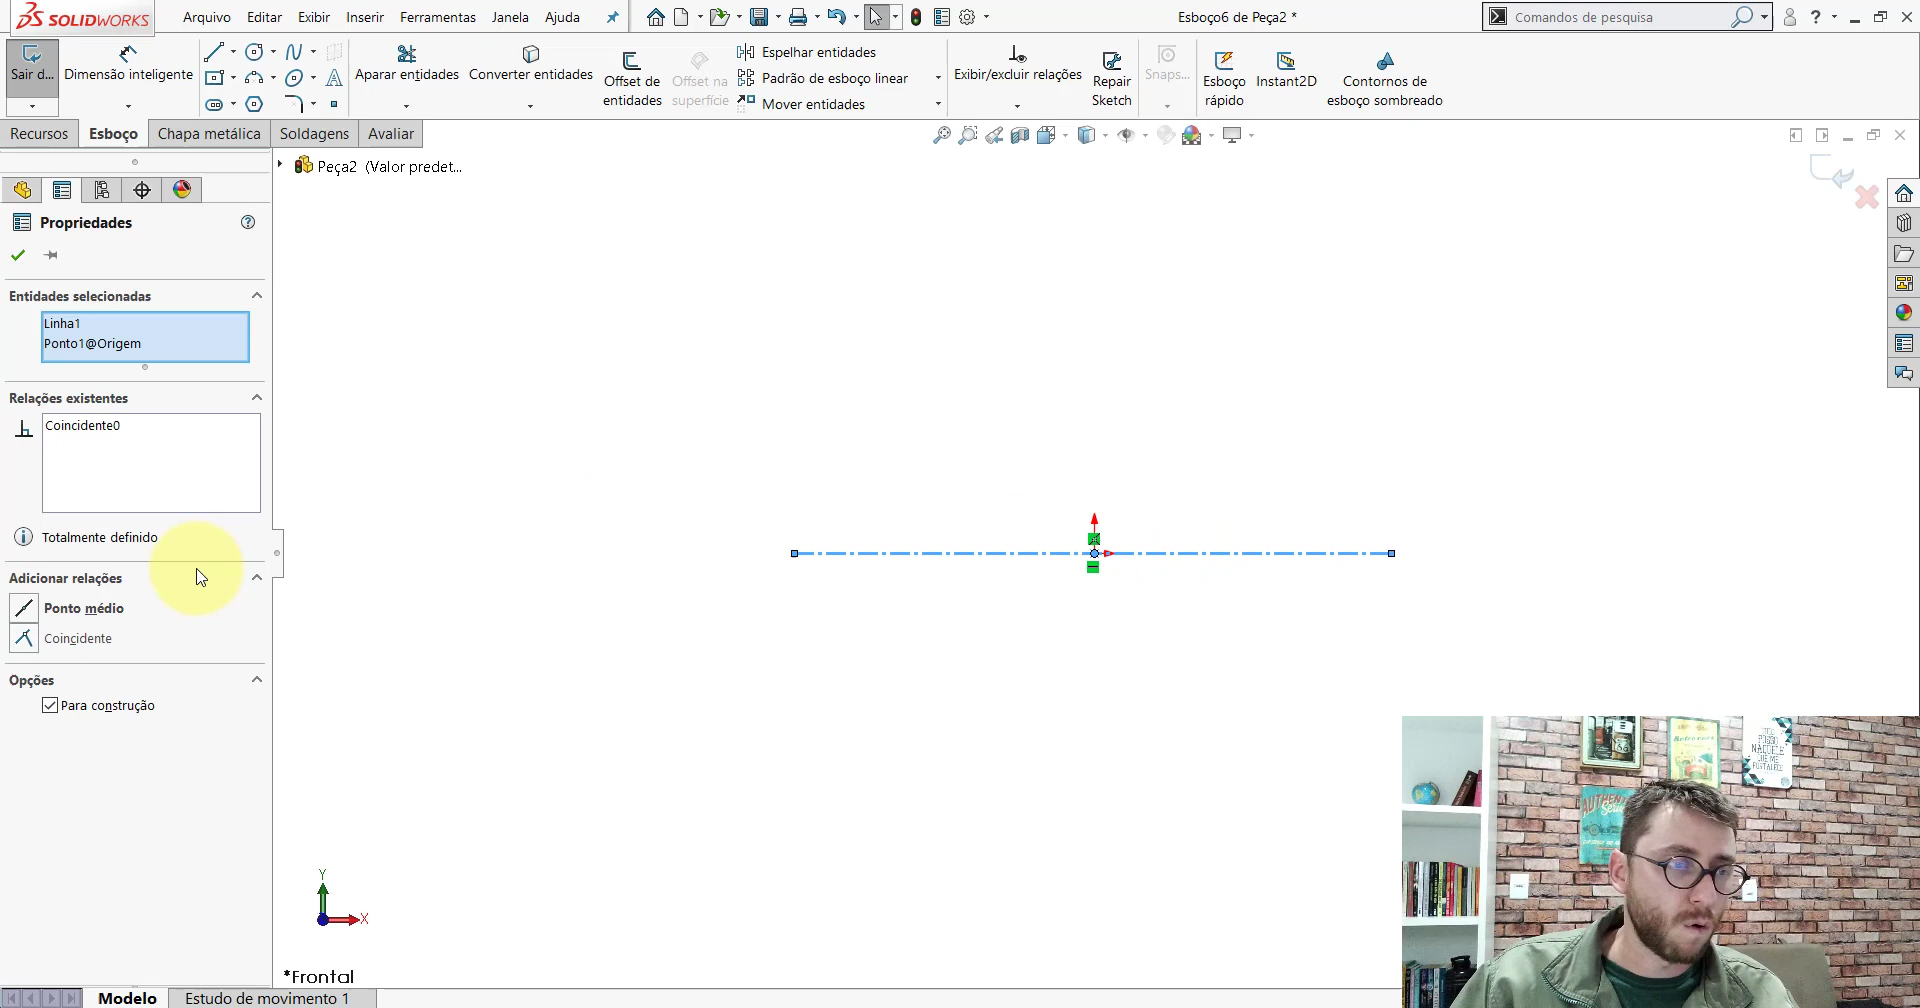 SOLIDWORKS
Arquivo Editar Exibir Inserir Ferramentas Janela Ajuda
Esboço6 de Peça2 *
Comandos de pesquisa
Sair d...
Dimensão inteligente
Aparar entidades
Converter entidades
Offset de entidades
Offset na superfície
Espelhar entidades
Padrão de esboço linear
Mover entidades
Exibir/excluir relações
Repair Sketch
Snaps...
Esboço rápido
Instant2D
Contornos de esboço sombreado
Recursos Esboço Chapa metálica Soldagens Avaliar
Peça2 (Valor predet...
Propriedades
Entidades selecionadas
Linha1
Ponto1@Origem
Relações existentes
Coincidente0
Totalmente definido
Adicionar relações
Ponto médio
Coincidente
Opções
Para construção
Y
X
*Frontal
Modelo Estudo de movimento 1
NAQUELE
QUE ME
FORTALECE